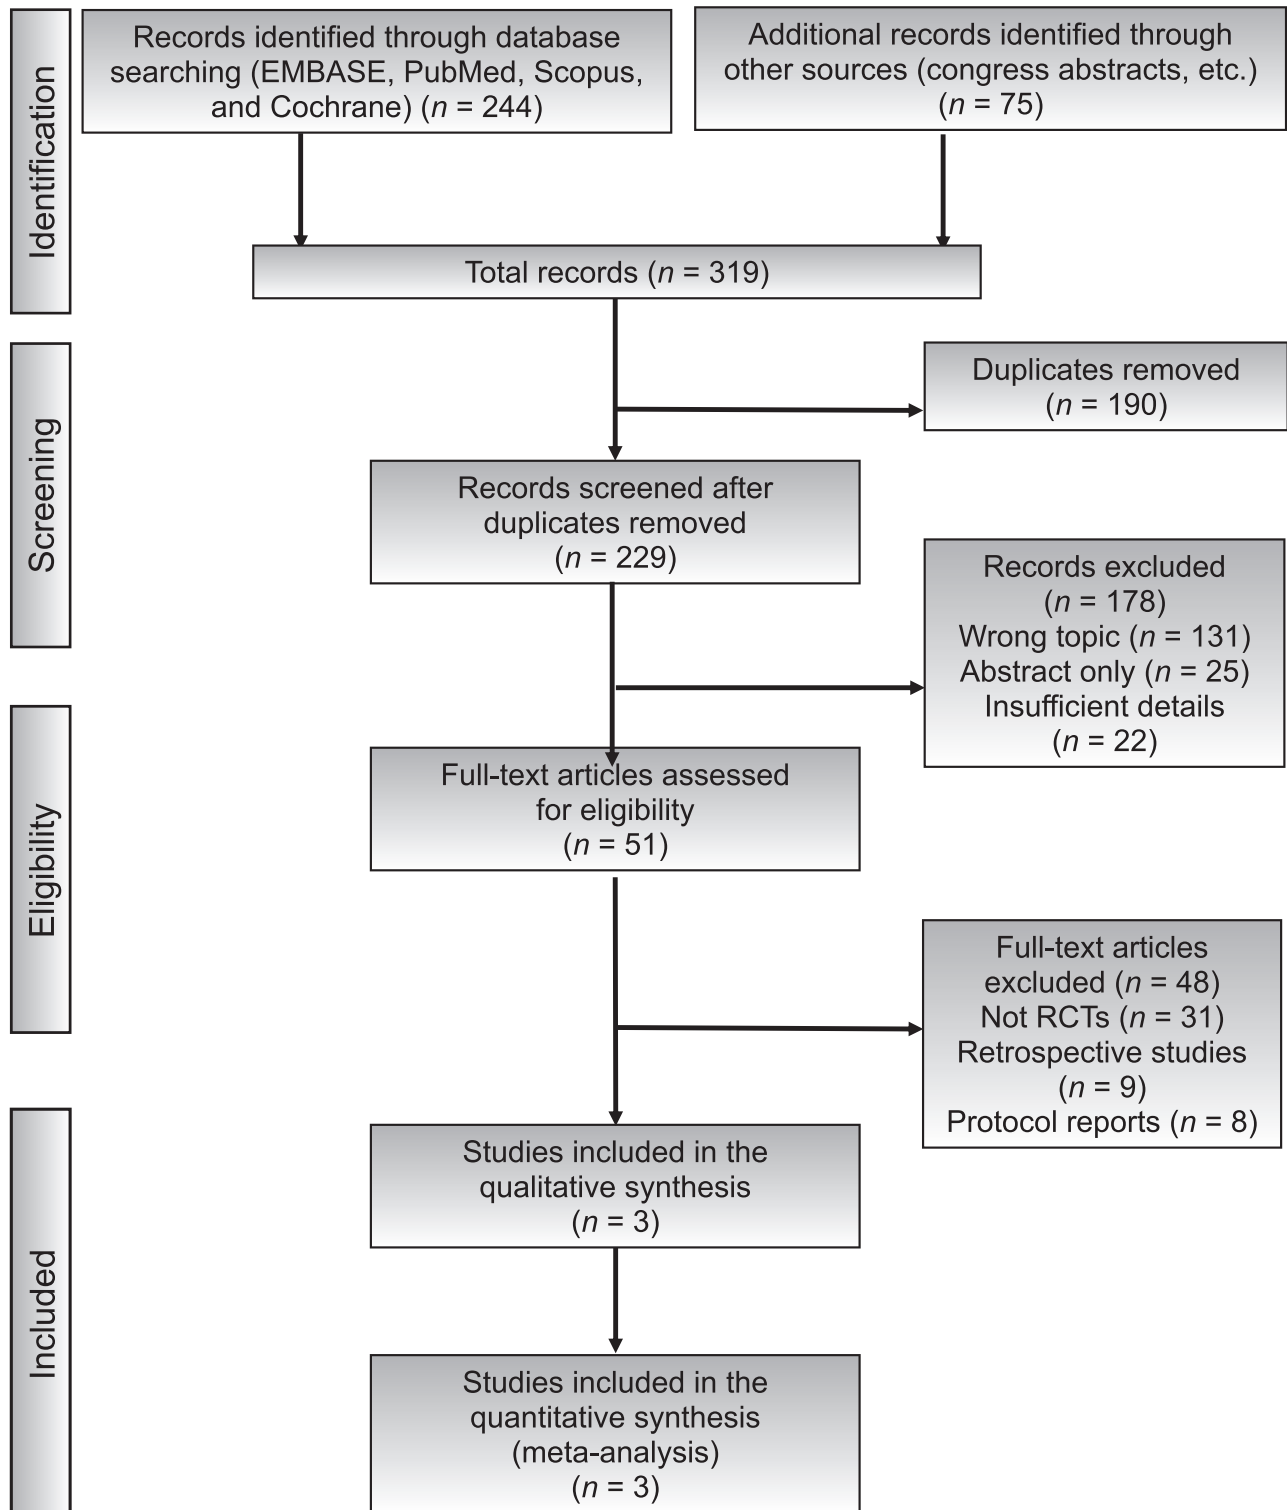 Identification
Records identified through database
searching (EMBASE, PubMed, Scopus,
and Cochrane) (n = 244)
Additional records identified through
other sources (congress abstracts, etc.)
(n = 75)
Total records (n = 319)
Screening
Duplicates removed
(n = 190)
Records screened after
duplicates removed
(n = 229)
Records excluded
(n = 178)
Wrong topic (n = 131)
Abstract only (n = 25)
Insufficient details
(n = 22)
Eligibility
Full-text articles assessed
for eligibility
(n = 51)
Full-text articles
excluded (n = 48)
Not RCTs (n = 31)
Retrospective studies
(n = 9)
Protocol reports (n = 8)
Included
Studies included in the
qualitative synthesis
(n = 3)
Studies included in the
quantitative synthesis
(meta-analysis)
(n = 3)